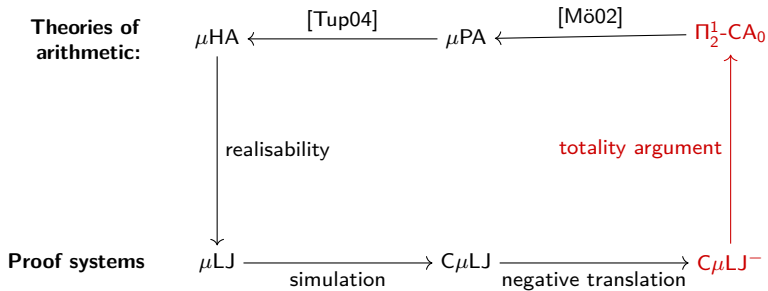 Theories of
arithmetic:
[Tup04]
[Mö02]
μHA
μPA
Π₂¹-CA₀
realisability
totality argument
Proof systems
μLJ
CμLJ
CμLJ⁻
simulation
negative translation